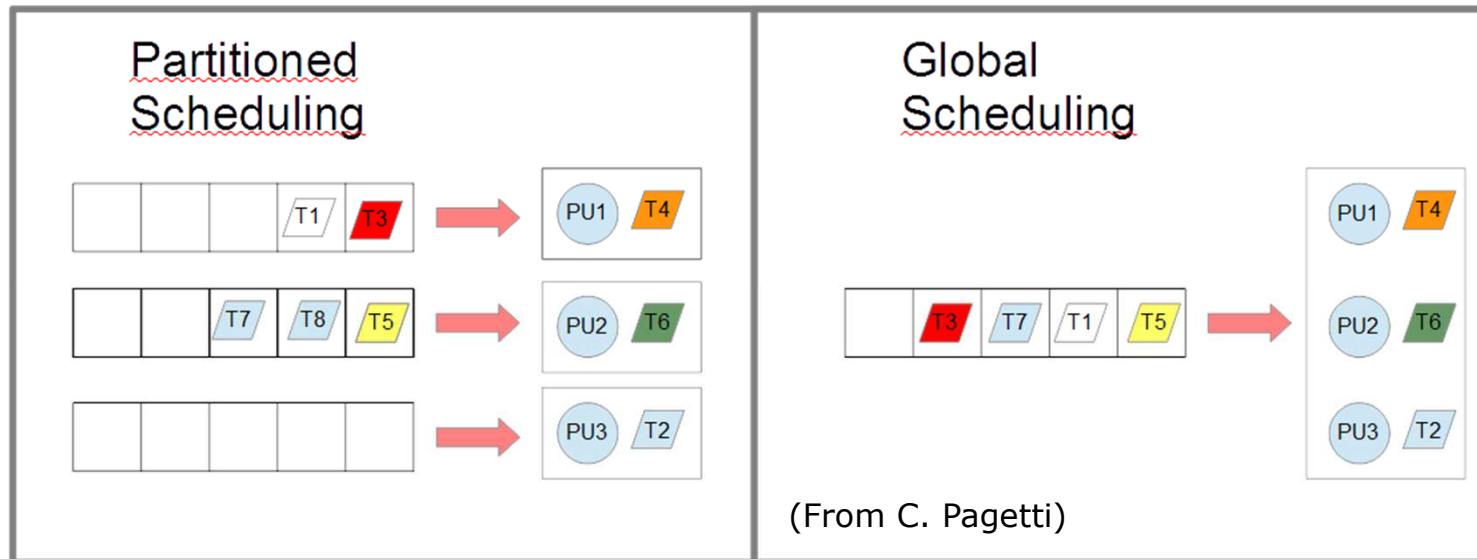 Partitioned
Scheduling
T1 T3 PU1 T4
T7 T8 T5 PU2 T6
PU3 T2
Global
Scheduling
PU1 T4
T3 T7 T1 T5 PU2 T6
PU3 T2
(From C. Pagetti)